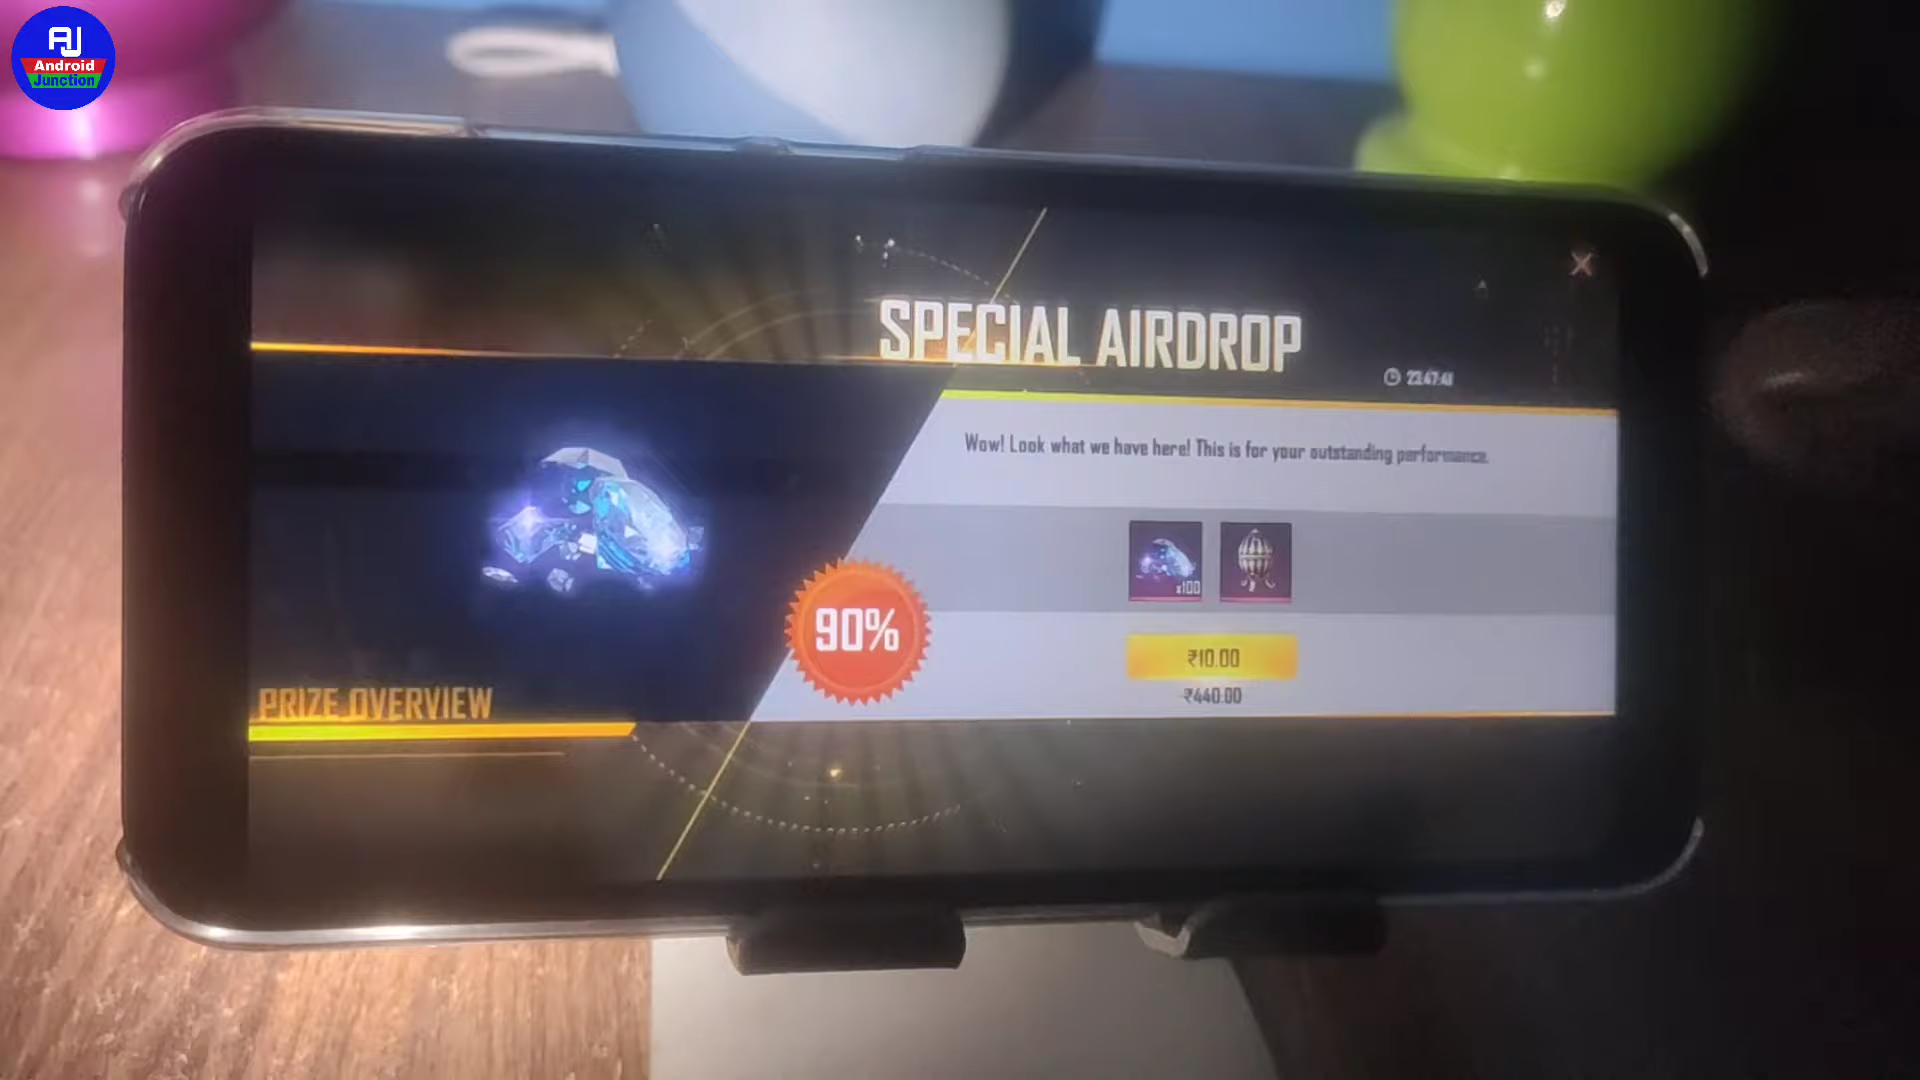 AJ
Android
Junction
SPECIAL AIRDROP
23:47:41
Wow! Look what we have here! This is for your outstanding performance.
x100
90%
₹10.00
₹440.00
PRIZE OVERVIEW